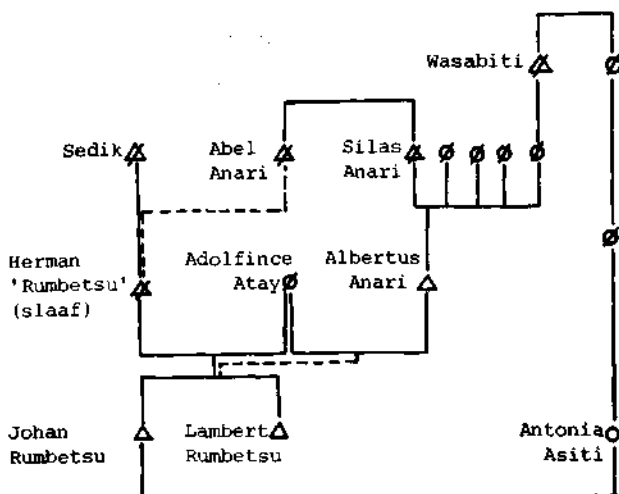 Wasabiti
Sedik
Abel
Anari
Silas
Anari
Herman
'Rumbetsu'
(slaaf)
Adolfince
Atay
Albertus
Anari
Johan
Rumbetsu
Lambert
Rumbetsu
Antonia
Asiti